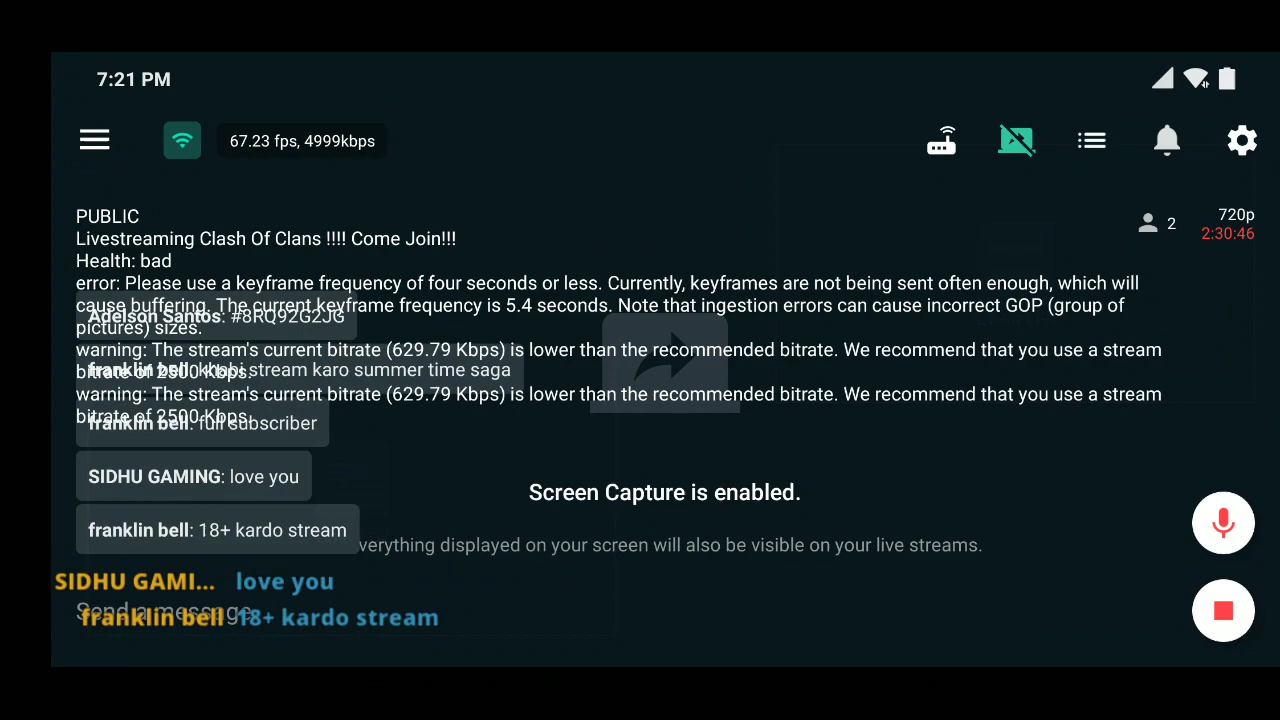 7:21 PM
67.23 fps, 4999kbps
PUBLIC
Livestreaming Clash Of Clans !!!! Come Join!!!
Health: bad
2
720p
2:30:46
error: Please use a keyframe frequency of four seconds or less. Currently, keyframes are not being sent often enough, which will
cause buffering. The current keyframe frequency is 5.4 seconds. Note that ingestion errors can cause incorrect GOP (group of
pictures) sizes.
Adelson Santos: #8RQ92G2JG
warning: The stream's current bitrate (629.79 Kbps) is lower than the recommended bitrate. We recommend that you use a stream
bitrate of 2500 Kbps.
franklin bell: k abi stream karo summer time saga
warning: The stream's current bitrate (629.79 Kbps) is lower than the recommended bitrate. We recommend that you use a stream
bitrate of 2500 Kbps.
franklin bell: full subscriber
SIDHU GAMING: love you
Screen Capture is enabled.
franklin bell: 18+ kardo stream
verything displayed on your screen will also be visible on your live streams.
SIDHU GAMI... love you
Send a message
franklin bell 18+ kardo stream